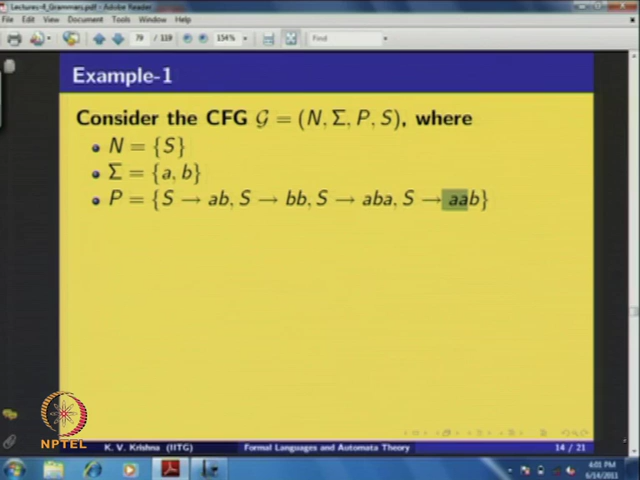 Lectures-4_Grammars.pdf - Adobe Reader
File Edit View Document Tools Window Help
79 / 119 154% Find
Example-1
Consider the CFG 𝒢 = (N, Σ, P, S), where
• N = {S}
• Σ = {a, b}
• P = {S → ab, S → bb, S → aba, S → aab}
NPTEL
K. V. Krishna (IITG) Formal Languages and Automata Theory 14 / 21
4:01 PM
6/14/2011